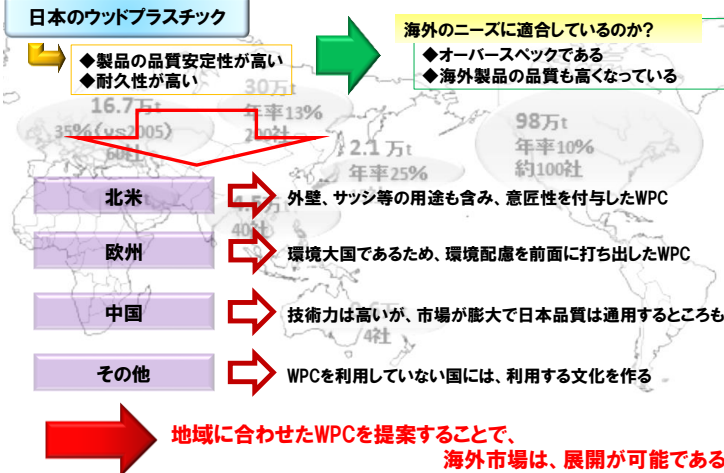 日本のウッドプラスチック
海外のニーズに適合しているのか？
◆製品の品質安定性が高い
◆耐久性が高い
◆オーバースペックである
◆海外製品の品質も高くなっている
16.7万t
35%（vs2005）
60社
30万t
年率13%
2.1 万t
年率25%
98万t
年率10%
約100社
北米
外壁、サッシ等の用途も含み、意匠性を付与したWPC
40社
欧州
環境大国であるため、環境配慮を前面に打ち出したWPC
中国
技術力は高いが、市場が膨大で日本品質は通用するところも
4社
その他
WPCを利用していない国には、利用する文化を作る
地域に合わせたWPCを提案することで、
海外市場は、展開が可能である